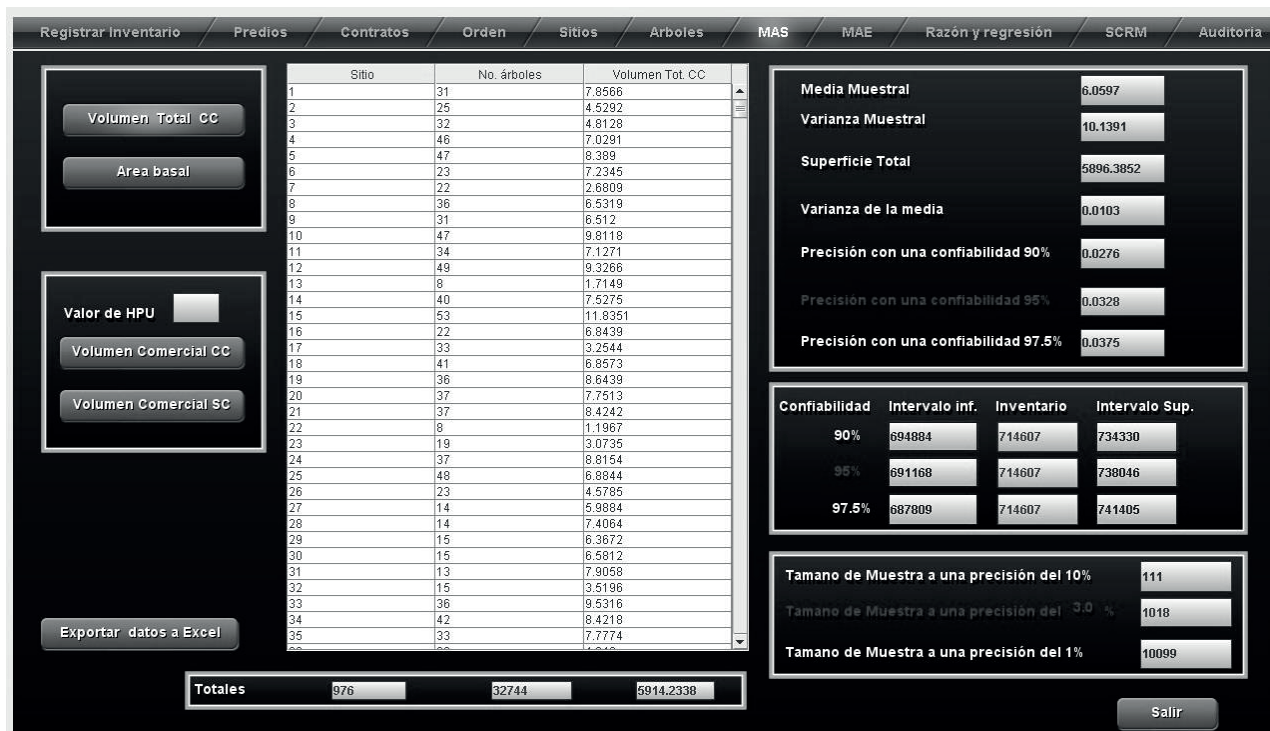 Registrar Inventario Predios Contratos Orden Sitios Arboles MAS MAE Razón y regresión SCRM Auditoria
Volumen Total CC
Area basal
Valor de HPU
Volumen Comercial CC
Volumen Comercial SC
Exportar datos a Excel
Sitio No. árboles Volumen Tot. CC
1 31 7.8566
2 25 4.5292
3 32 4.8128
4 46 7.0291
5 47 8.389
6 23 7.2345
7 22 2.6809
8 36 6.5319
9 31 6.512
10 47 9.8118
11 34 7.1271
12 49 9.3266
13 8 1.7149
14 40 7.5275
15 53 11.8351
16 22 6.8439
17 33 3.2544
18 41 6.8573
19 36 8.6439
20 37 7.7513
21 37 8.4242
22 8 1.1967
23 19 3.0735
24 37 8.8154
25 48 6.8844
26 23 4.5785
27 14 5.9884
28 14 7.4064
29 15 6.3672
30 15 6.5812
31 13 7.9058
32 15 3.5196
33 36 9.5316
34 42 8.4218
35 33 7.7774
Totales 976 32744 5914.2338
Media Muestral 6.0597
Varianza Muestral 10.1391
Superficie Total 5896.3852
Varianza de la media 0.0103
Precisión con una confiabilidad 90% 0.0276
Precisión con una confiabilidad 95% 0.0328
Precisión con una confiabilidad 97.5% 0.0375
Confiabilidad Intervalo inf. Inventario Intervalo Sup.
90% 694884 714607 734330
95% 691168 714607 738046
97.5% 687809 714607 741405
Tamano de Muestra a una precisión del 10% 111
Tamano de Muestra a una precisión del 3.0 % 1018
Tamano de Muestra a una precisión del 1% 10099
Salir